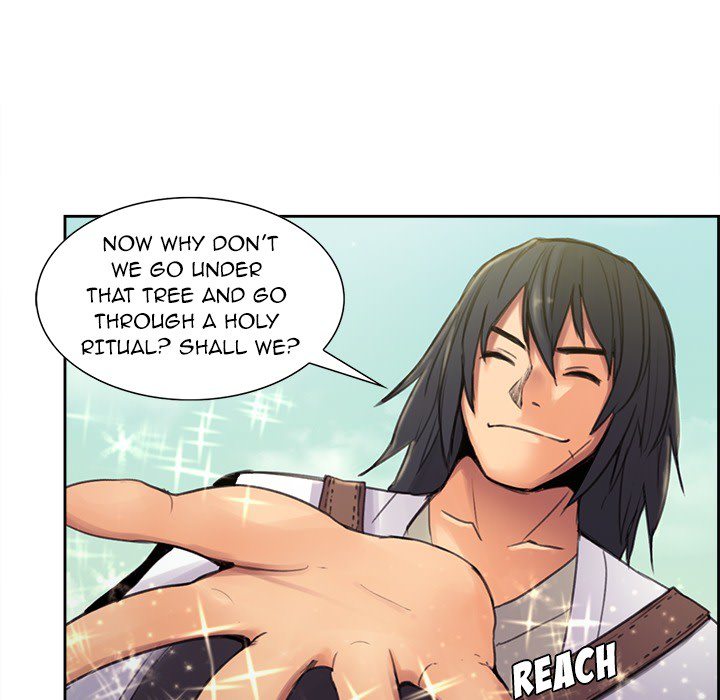 NOW WHY DON'T
WE GO UNDER
THAT TREE AND GO
THROUGH A HOLY
RITUAL? SHALL WE?
REACH